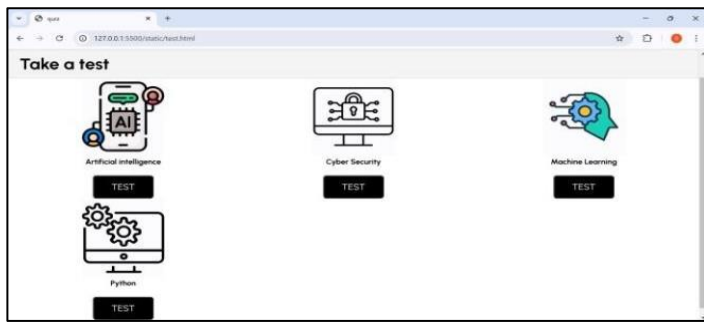 quiz
127.0.0.1:5500/static/test.html
Take a test
AI
Artificial intelligence
Cyber Security
Machine Learning
TEST
TEST
TEST
Python
TEST